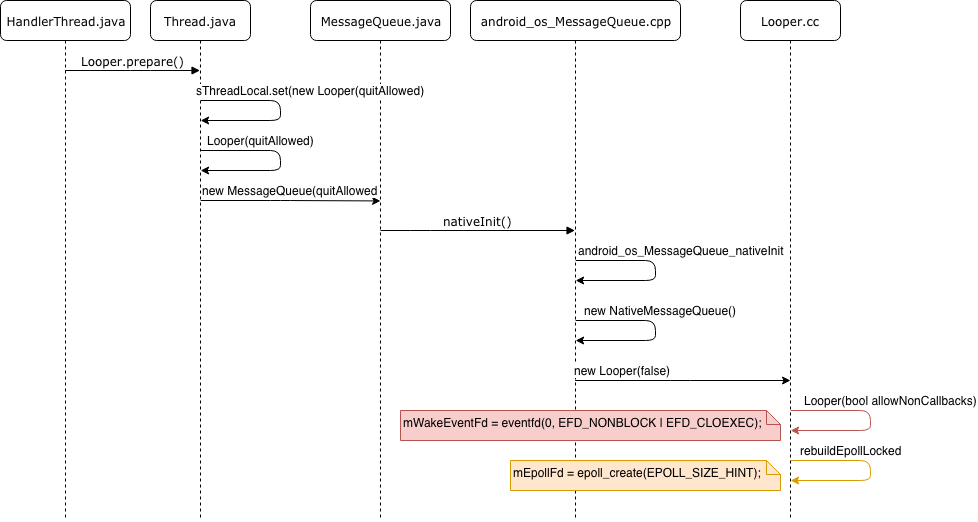 HandlerThread.java
Thread.java
MessageQueue.java
android_os_MessageQueue.cpp
Looper.cc
Looper.prepare()
sThreadLocal.set(new Looper(quitAllowed)
Looper(quitAllowed)
new MessageQueue(quitAllowed
nativeInit()
android_os_MessageQueue_nativeInit
new NativeMessageQueue()
new Looper(false)
Looper(bool allowNonCallbacks)
mWakeEventFd = eventfd(0, EFD_NONBLOCK | EFD_CLOEXEC);
rebuildEpollLocked
mEpollFd = epoll_create(EPOLL_SIZE_HINT);